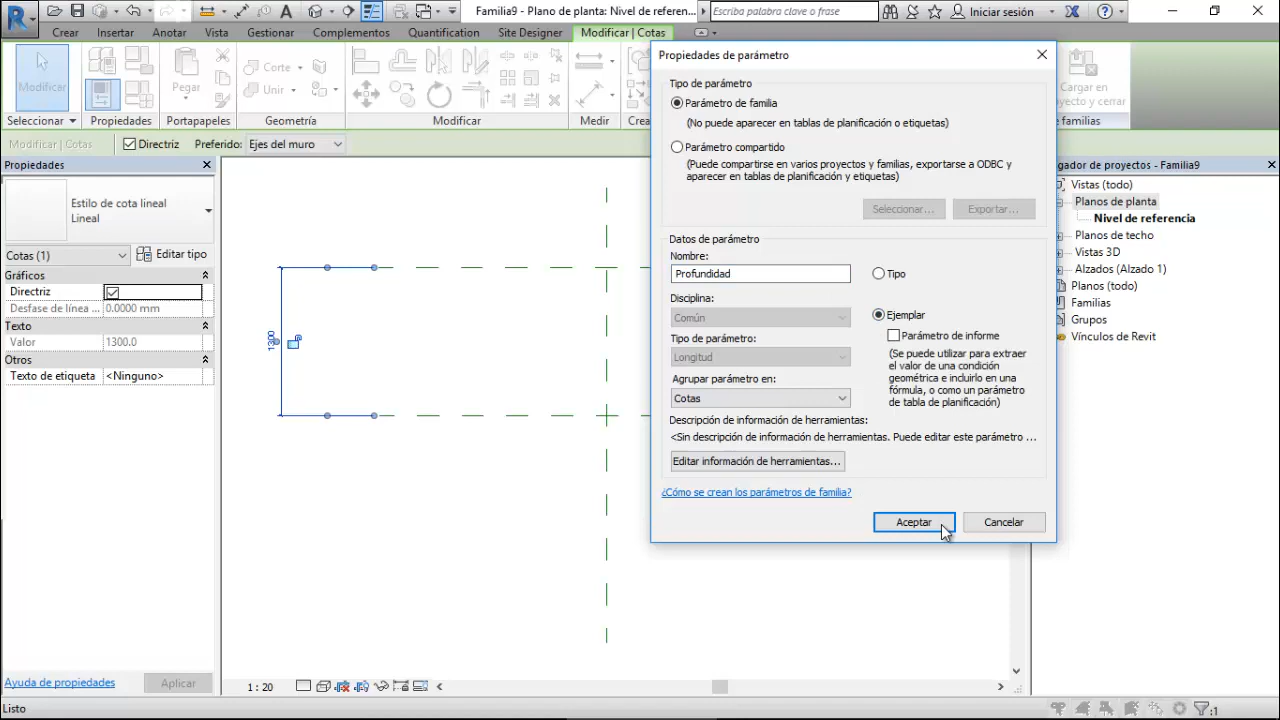 Familia9 - Plano de planta: Nivel de referen...
Escriba palabra clave o frase
Iniciar sesión
Crear
Insertar
Anotar
Vista
Gestionar
Complementos
Quantification
Site Designer
Modificar | Cotas
Modificar
Pegar
Corte
Unir
Cargar en
yecto y cerrar
Seleccionar
Propiedades
Portapapeles
Geometría
Modificar
Medir
Crea
familias
Modificar | Cotas
Directriz
Preferido:
Ejes del muro
Propiedades
Estilo de cota lineal
Lineal
Cotas (1)
Editar tipo
Gráficos
Directriz
Desfase de línea ...
0.0000 mm
Texto
Valor
1300.0
Otros
Texto de etiqueta
<Ninguno>
Ayuda de propiedades
Aplicar
1300
Propiedades de parámetro
Tipo de parámetro
Parámetro de familia
(No puede aparecer en tablas de planificación o etiquetas)
Parámetro compartido
(Puede compartirse en varios proyectos y familias, exportarse a ODBC y
aparecer en tablas de planificación y etiquetas)
Seleccionar...
Exportar...
Datos de parámetro
Nombre:
Profundidad
Tipo
Disciplina:
Común
Ejemplar
Tipo de parámetro:
Parámetro de informe
Longitud
(Se puede utilizar para extraer
el valor de una condición
geométrica e incluirlo en una
fórmula, o como un parámetro
de tabla de planificación)
Agrupar parámetro en:
Cotas
Descripción de información de herramientas:
<Sin descripción de información de herramientas. Puede editar este parámetro ...
Editar información de herramientas...
¿Cómo se crean los parámetros de familia?
Aceptar
Cancelar
gador de proyectos - Familia9
Vistas (todo)
Planos de planta
Nivel de referencia
Planos de techo
Vistas 3D
Alzados (Alzado 1)
Planos (todo)
Familias
Grupos
Vínculos de Revit
1 : 20
Listo
:1